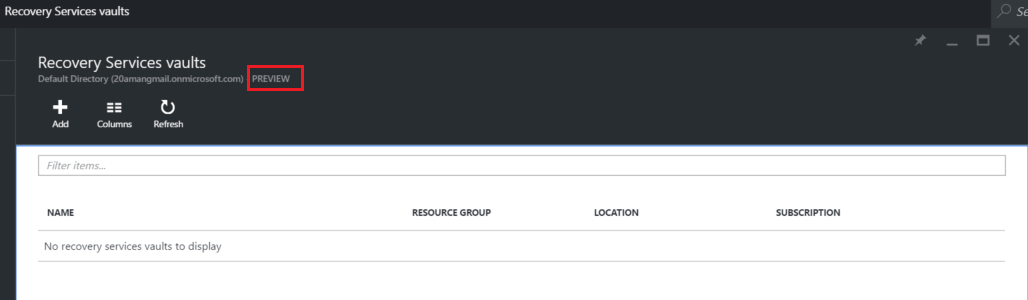 Recovery Services vaults
Se
Recovery Services vaults
Default Directory (20amangmail.onmicrosoft.com) PREVIEW
Add Columns Refresh
Filter items...
NAME RESOURCE GROUP LOCATION SUBSCRIPTION
No recovery services vaults to display